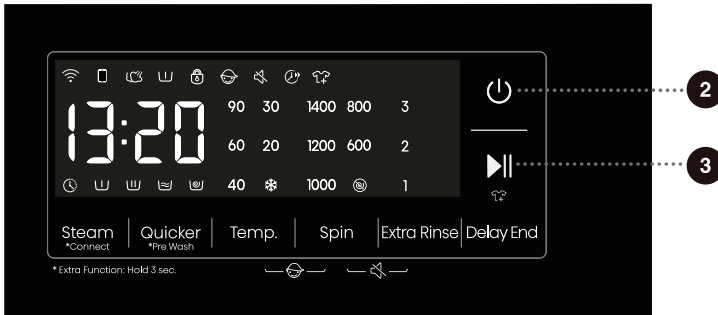 13:20
90 30 1400 800 3
60 20 1200 600 2
40 1000 1
Steam Quicker Temp. Spin Extra Rinse Delay End
*Connect *Pre Wash
* Extra Function: Hold 3 sec.
2
3